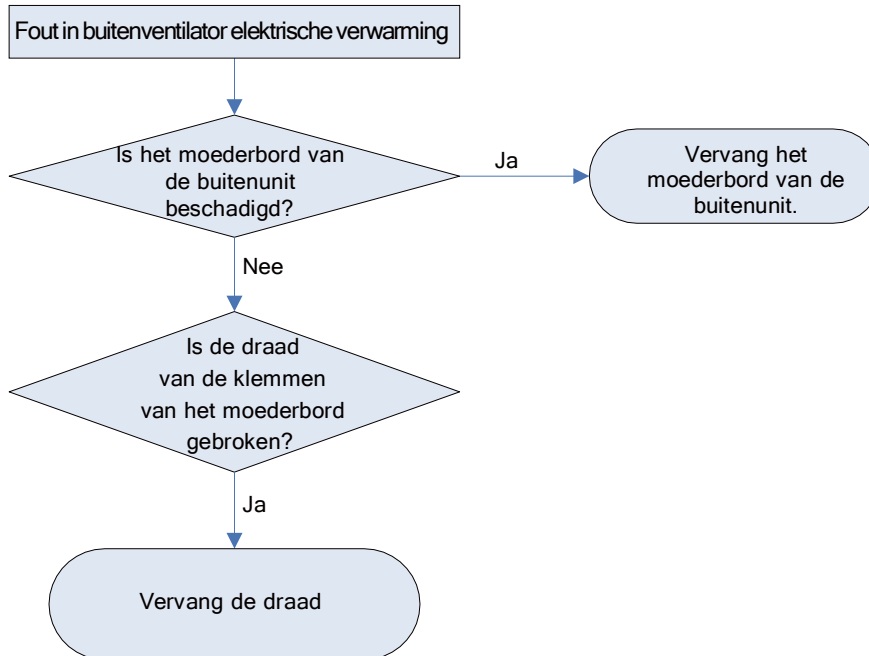 Fout in buitenventilator elektrische verwarming
Is het moederbord van
de buitenunit
beschadigd?
Ja
Vervang het
moederbord van de
buitenunit.
Nee
Is de draad
van de klemmen
van het moederbord
gebroken?
Ja
Vervang de draad